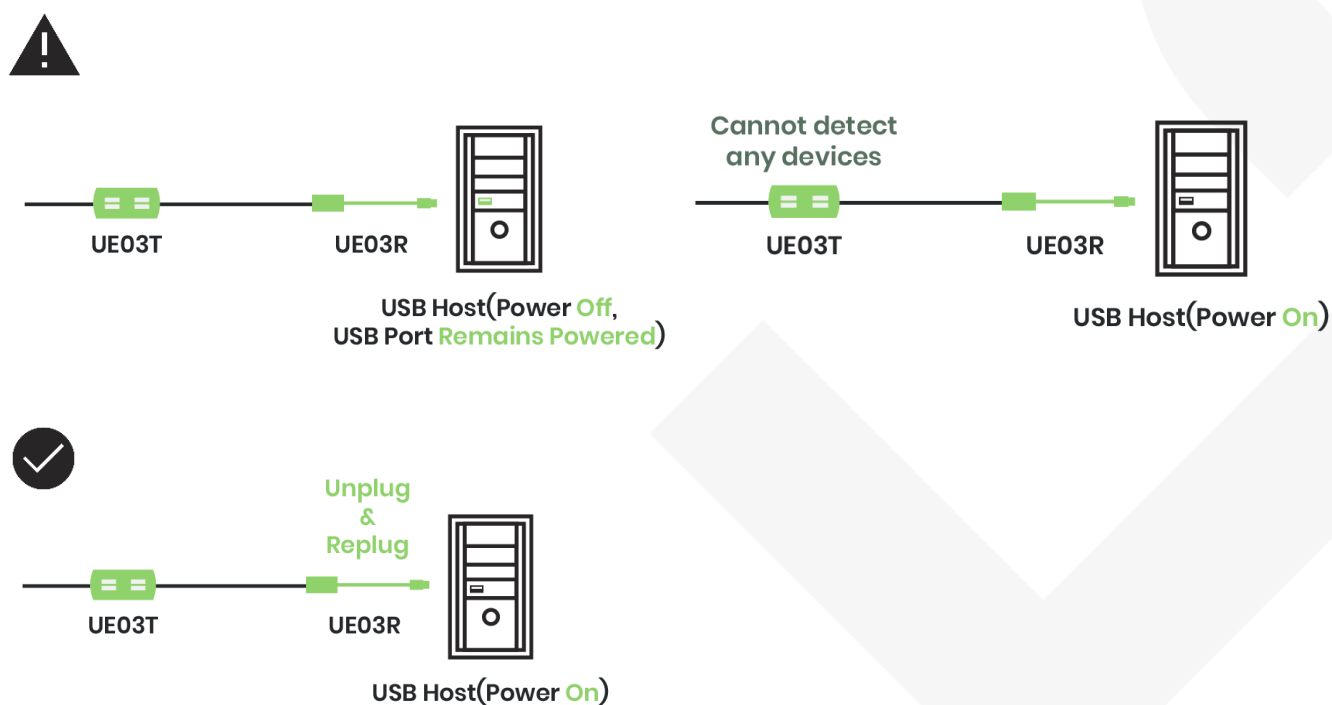 UE03T
UE03R
USB Host(Power Off,
USB Port Remains Powered)
Cannot detect
any devices
UE03T
UE03R
USB Host(Power On)
Unplug
&
Replug
UE03T
UE03R
USB Host(Power On)